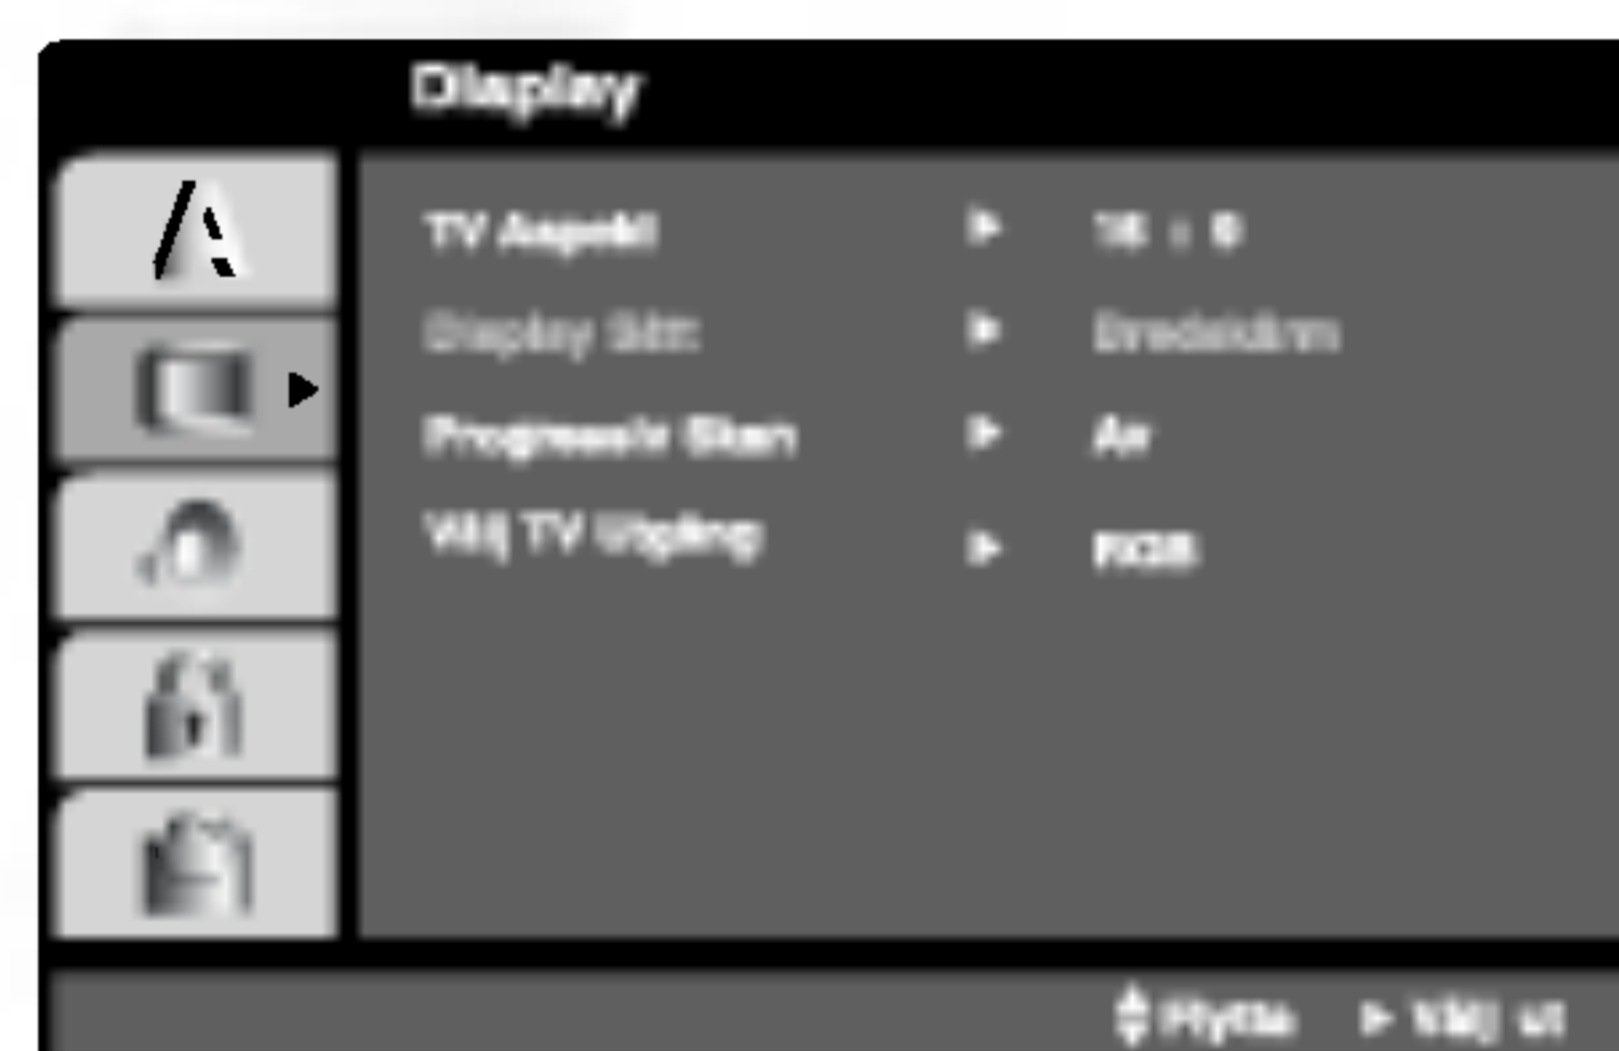 Display
TV Aspekt 16 : 9
Display Sätt Bredskärm
Progressiv Skan Av
Välj TV Utgång RGB
Flytta Välj ut